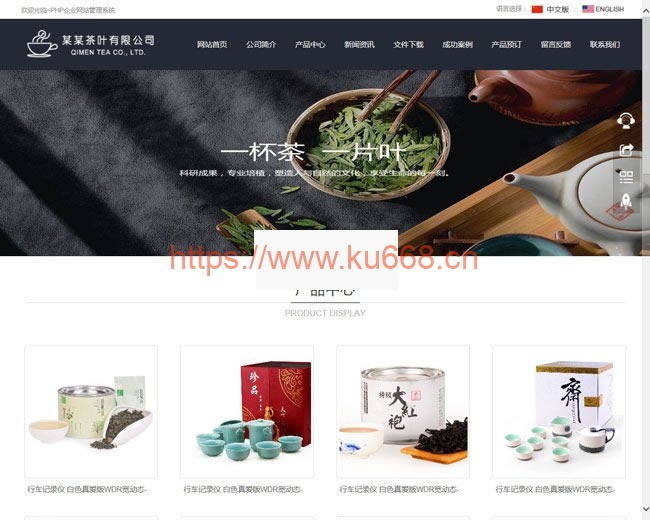 欢迎光临~PHP企业网站管理系统
语言选择： 中文版 :: ENGLISH
某某茶叶有限公司
QIMEN TEA CO., LTD.
网站首页 公司简介 产品中心 新闻资讯 文件下载 成功案例 产品预订 留言反馈 联系我们
一杯茶 一片叶
科研成果，专业培植，塑造人与自然的文化，享受生命的每一刻。
https://www.ku668.cn
产品中心
PRODUCT DISPLAY
珍品
特级
大红袍
斋
行车记录仪 白色真爱版WDR宽动态-
行车记录仪 白色真爱版WDR宽动态-
行车记录仪 白色真爱版WDR宽动态-
行车记录仪 白色真爱版WDR宽动态-